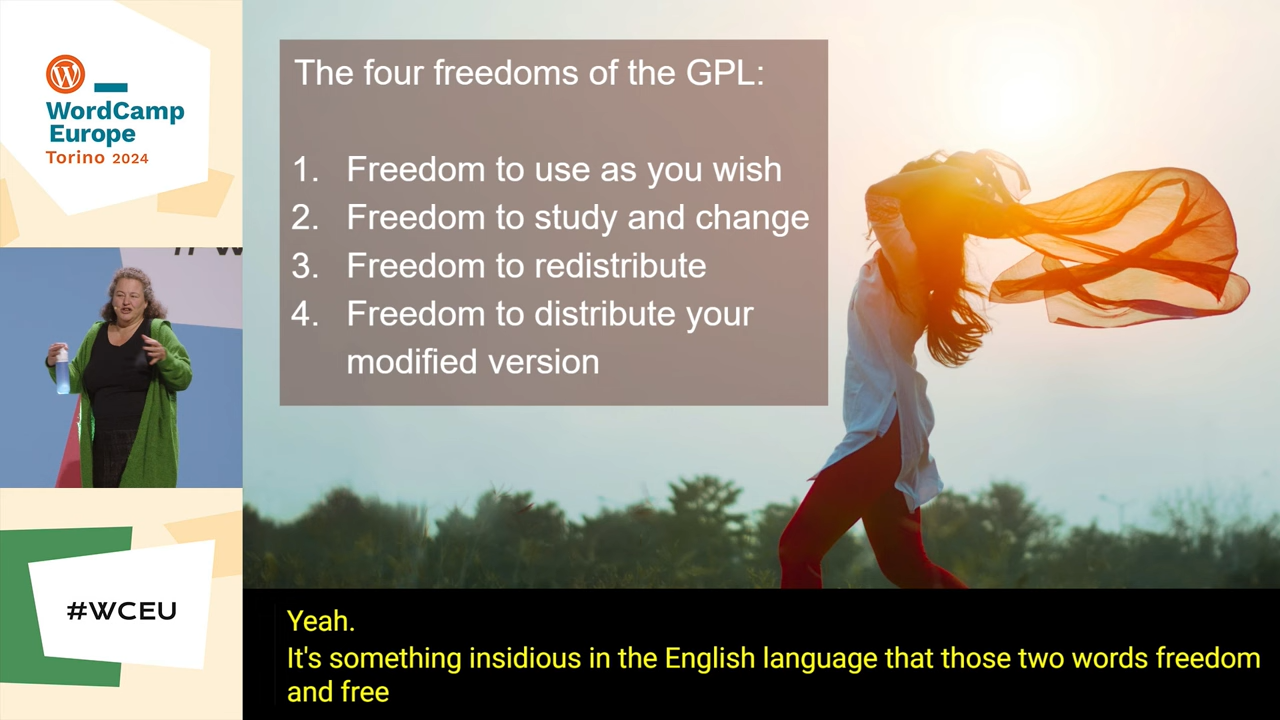 WordCamp
Europe
Torino 2024
The four freedoms of the GPL:
1. Freedom to use as you wish
2. Freedom to study and change
3. Freedom to redistribute
4. Freedom to distribute your
modified version
#WCEU
Yeah.
It's something insidious in the English language that those two words freedom
and free